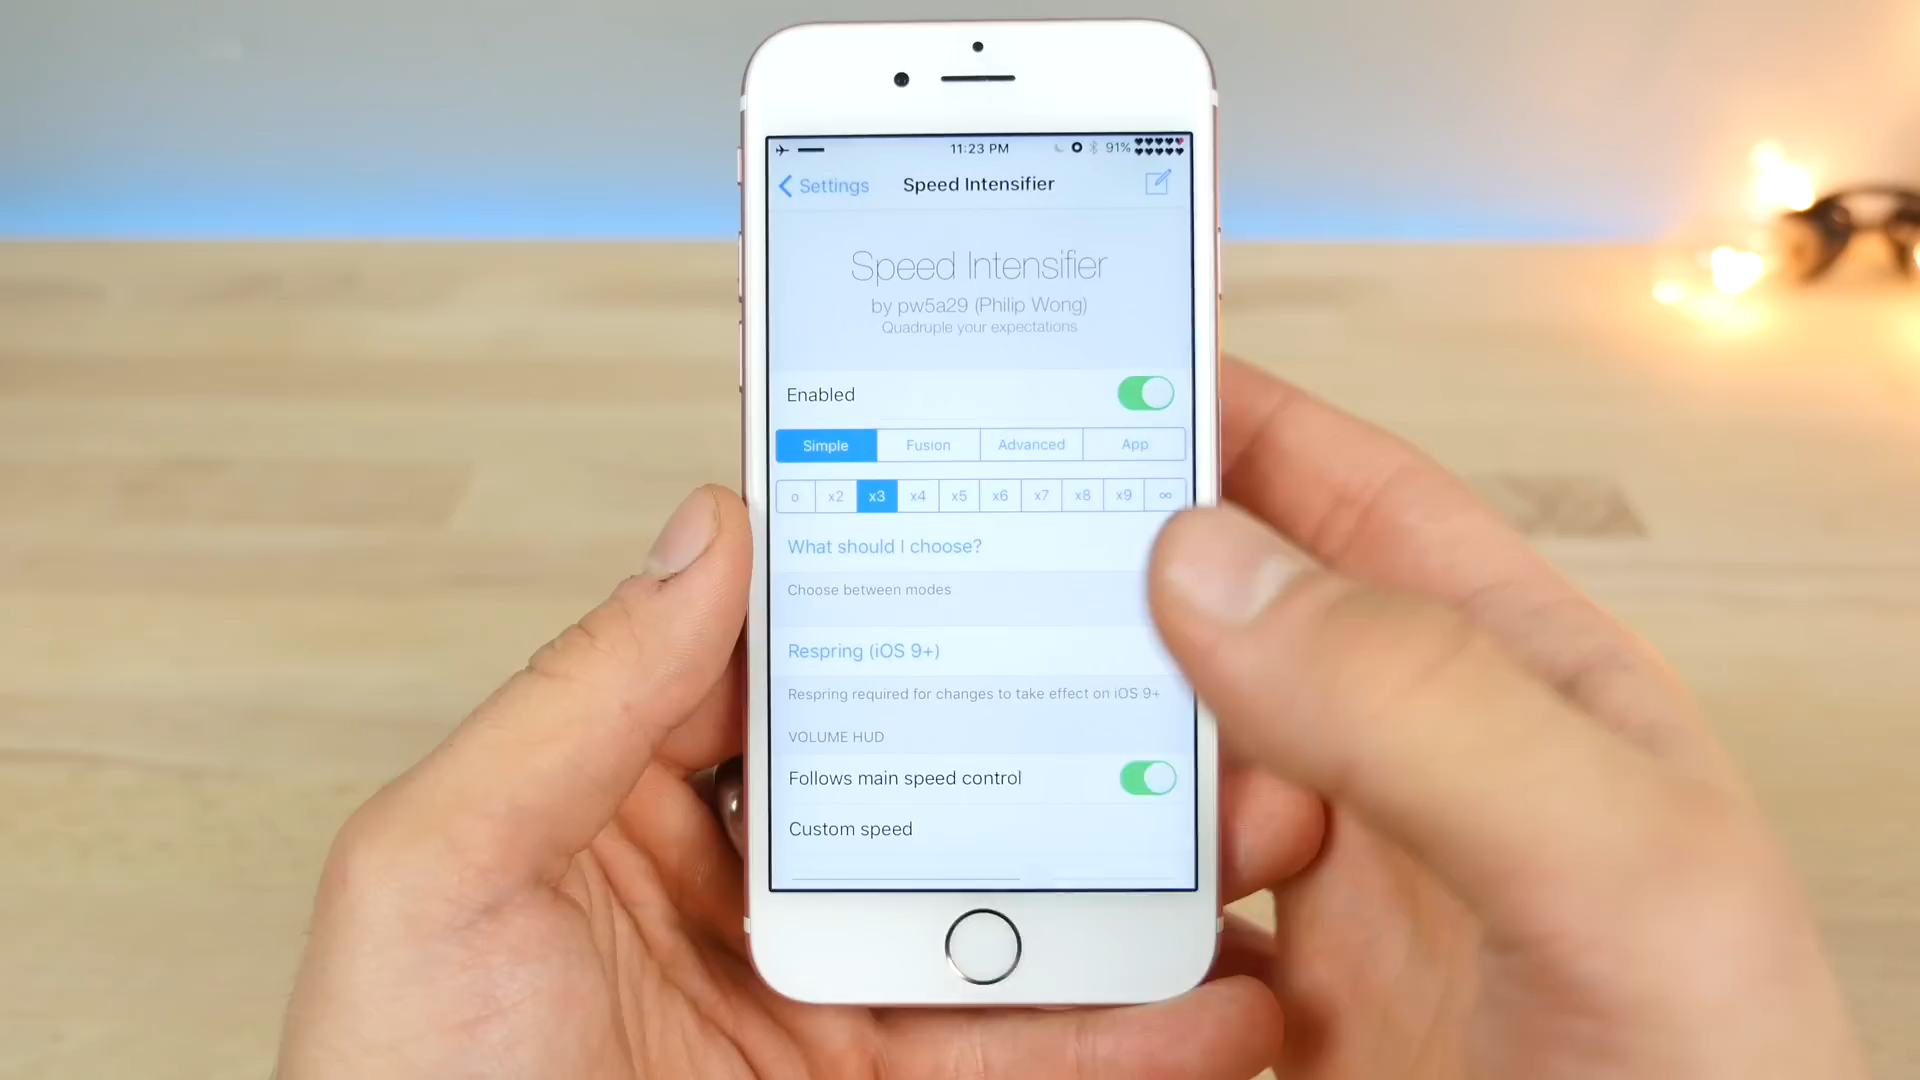 11:23 PM 91%
Settings Speed Intensifier
Speed Intensifier
by pw5a29 (Philip Wong)
Quadruple your expectations
Enabled
Simple Fusion Advanced App
o x2 x3 x4 x5 x6 x7 x8 x9 ∞
What should I choose?
Choose between modes
Respring (iOS 9+)
Respring required for changes to take effect on iOS 9+
VOLUME HUD
Follows main speed control
Custom speed